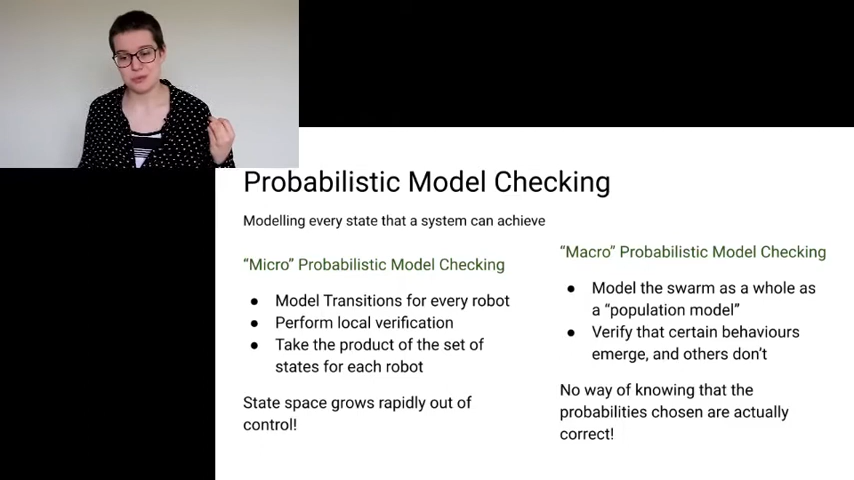 Probabilistic Model Checking
Modelling every state that a system can achieve
“Micro” Probabilistic Model Checking
● Model Transitions for every robot
● Perform local verification
● Take the product of the set of
states for each robot
State space grows rapidly out of
control!
“Macro” Probabilistic Model Checking
● Model the swarm as a whole as
a “population model”
● Verify that certain behaviours
emerge, and others don’t
No way of knowing that the
probabilities chosen are actually
correct!